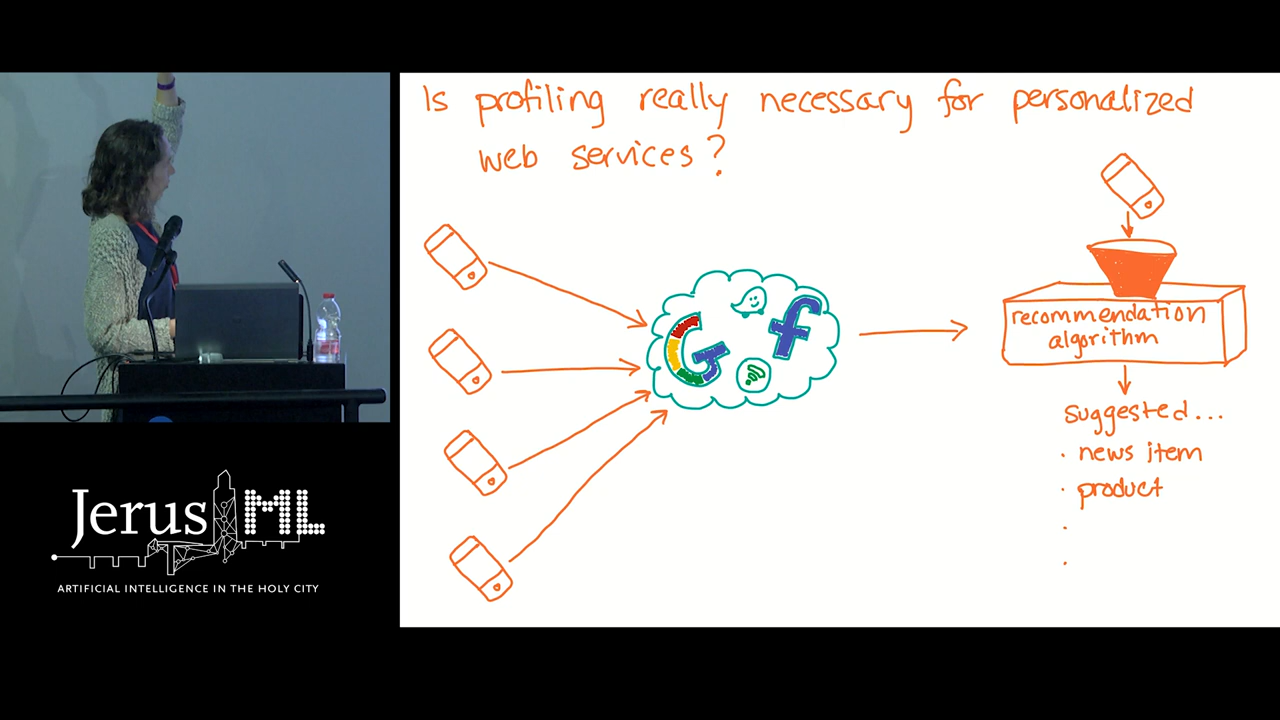 Is profiling really necessary for personalized
web services?
recommendation
algorithm
suggested...
· news item
· product
·
·
G
f
Jerus ML
ARTIFICIAL INTELLIGENCE IN THE HOLY CITY